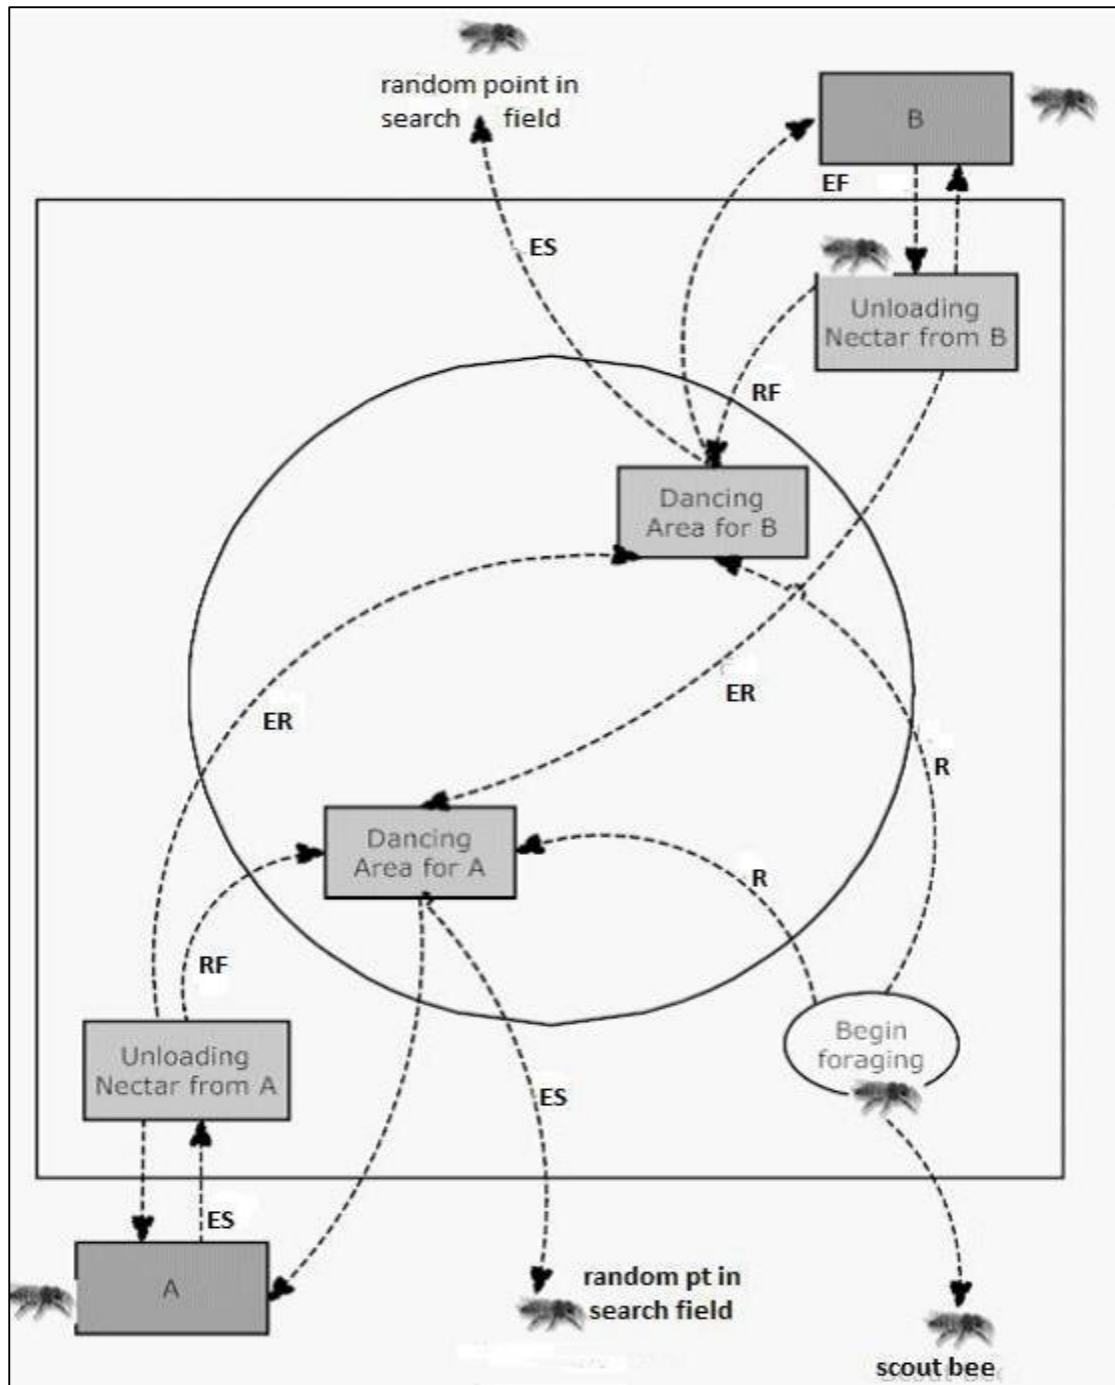 random point in
search field
B
EF
ES
Unloading
Nectar from B
RF
Dancing
Area for B
ER
ER
R
Dancing
Area for A
R
RF
Begin
foraging
Unloading
Nectar from A
ES
ES
A
random pt in
search field
scout bee